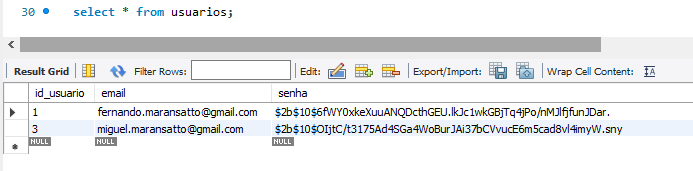 30 select * from usuarios;
Result Grid Filter Rows: Edit: Export/Import: Wrap Cell Content: IA
id_usuario email senha
1 fernando.maransatto@gmail.com $2b$10$6fWY0xkeXuuANQDcthGEU.lkJc1wkGBjTq4jPo/nMJlfjfunJDar.
3 miguel.maransatto@gmail.com $2b$10$OIjtC/t3175Ad4SGa4WoBurJAi37bCVvucE6m5cad8vl4imyW.sny
NULL NULL NULL